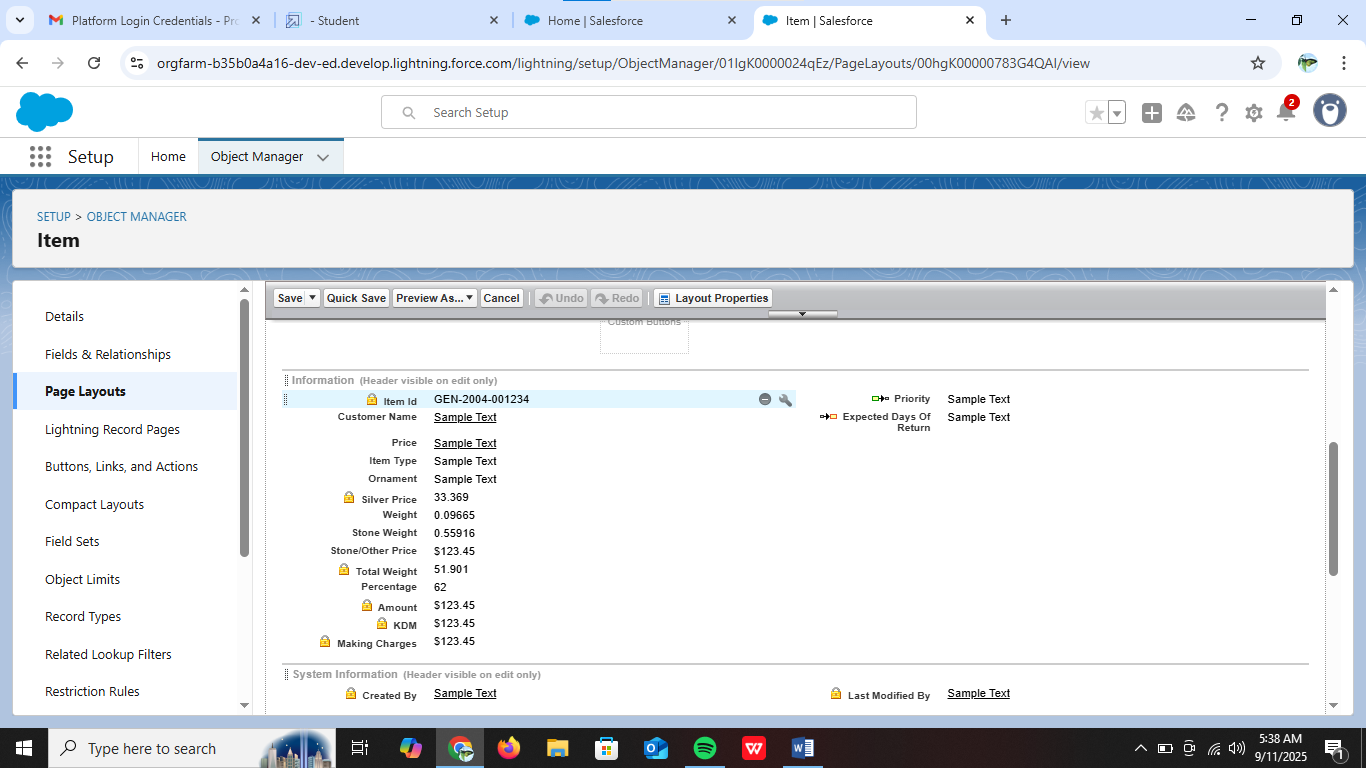 Platform Login Credentials - Pro
- Student
Home | Salesforce
Item | Salesforce
orgfarm-b35b0a4a16-dev-ed.develop.lightning.force.com/lightning/setup/ObjectManager/01IgK0000024qEz/PageLayouts/00hgK00000783G4QAI/view
Search Setup
2
Setup
Home
Object Manager
SETUP > OBJECT MANAGER
Item
Details
Fields & Relationships
Page Layouts
Lightning Record Pages
Buttons, Links, and Actions
Compact Layouts
Field Sets
Object Limits
Record Types
Related Lookup Filters
Restriction Rules
Save Quick Save Preview As... Cancel Undo Redo Layout Properties
Custom Buttons
Information (Header visible on edit only)
Item Id GEN-2004-001234
Customer Name Sample Text
Price Sample Text
Item Type Sample Text
Ornament Sample Text
Silver Price 33.369
Weight 0.09665
Stone Weight 0.55916
Stone/Other Price $123.45
Total Weight 51.901
Percentage 62
Amount $123.45
KDM $123.45
Making Charges $123.45
Priority Sample Text
Expected Days Of Sample Text
Return
System Information (Header visible on edit only)
Created By Sample Text
Last Modified By Sample Text
Type here to search
5:38 AM
9/11/2025
1